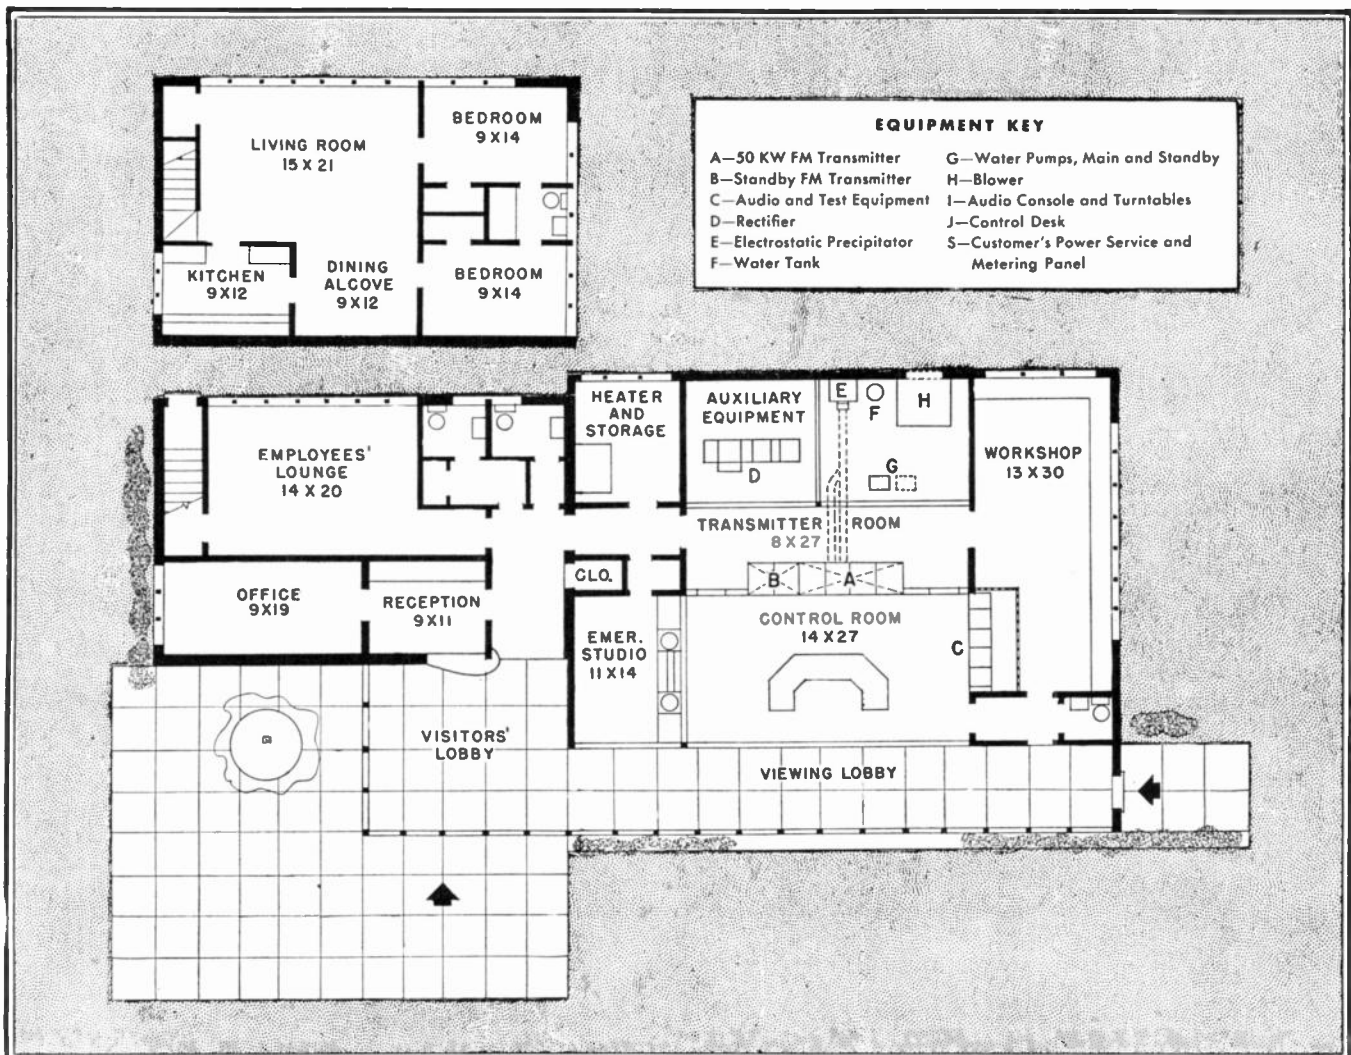 BEDROOM
9 X 14
LIVING ROOM
15 X 21
KITCHEN
9 X 12
DINING
ALCOVE
9 X 12
BEDROOM
9 X 14
EQUIPMENT KEY
A—50 KW FM Transmitter
B—Standby FM Transmitter
C—Audio and Test Equipment
D—Rectifier
E—Electrostatic Precipitator
F—Water Tank
G—Water Pumps, Main and Standby
H—Blower
I—Audio Console and Turntables
J—Control Desk
S—Customer's Power Service and
Metering Panel
EMPLOYEES'
LOUNGE
14 X 20
HEATER
AND
STORAGE
AUXILIARY
EQUIPMENT
D
E
F
H
G
WORKSHOP
13 X 30
TRANSMITTER ROOM
8 X 27
B
A
OFFICE
9X19
RECEPTION
9 X 11
CLO.
EMER.
STUDIO
11 X 14
CONTROL ROOM
14 X 27
C
VISITORS'
LOBBY
VIEWING LOBBY